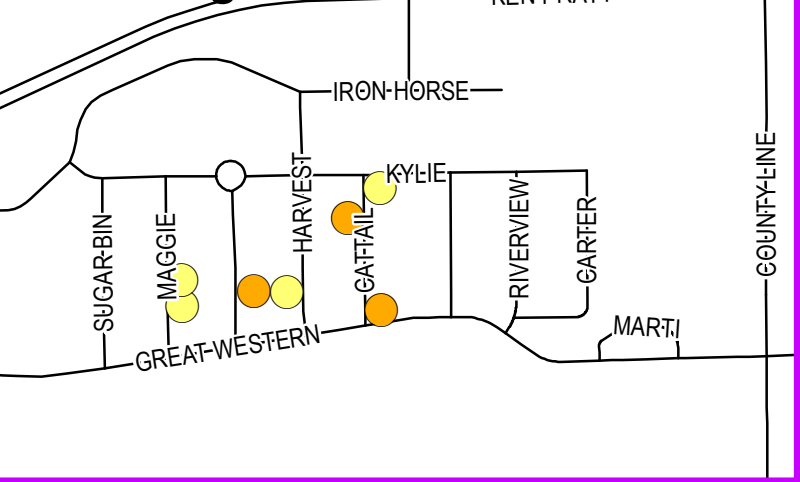 IRON-HORSE
KYLIE
HARVEST
COUNTY-LINE
SUGAR-BIN
MAGGIE
CATTAIL
RIVERVIEW
CARTER
GREAT-WESTERN
MARTI